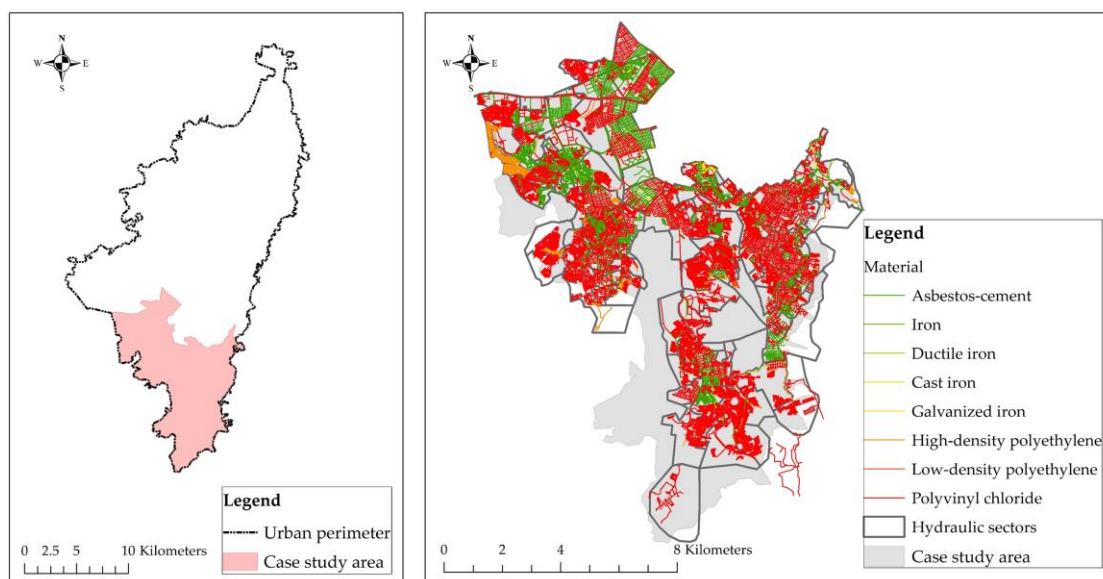 N
W E
S
Legend
Urban perimeter
Case study area
0 2.5 5 10 Kilometers
N
W E
S
Legend
Material
Asbestos-cement
Iron
Ductile iron
Cast iron
Galvanized iron
High-density polyethylene
Low-density polyethylene
Polyvinyl chloride
Hydraulic sectors
Case study area
0 2 4 8 Kilometers